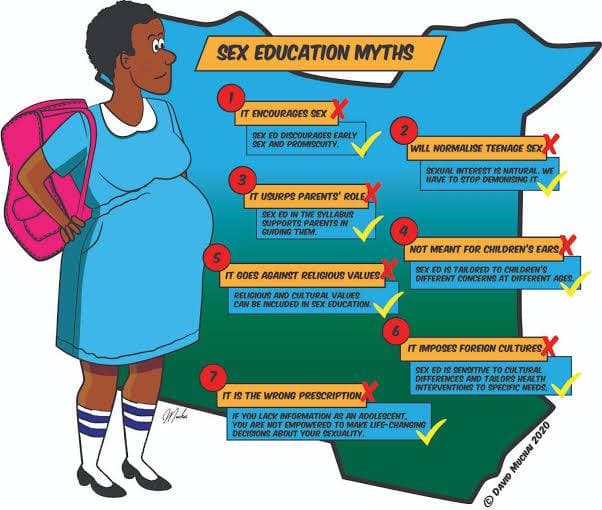 SEX EDUCATION MYTHS
1
IT ENCOURAGES SEX
SEX ED DISCOURAGES EARLY
SEX AND PROMISCUITY.
2
WILL NORMALISE TEENAGE SEX
SEXUAL INTEREST IS NATURAL. WE
HAVE TO STOP DEMONISING IT.
3
IT USURPS PARENTS' ROLE
SEX ED IN THE SYLLABUS
SUPPORTS PARENTS IN
GUIDING THEM.
4
NOT MEANT FOR CHILDREN'S EARS
SEX ED IS TAILORED TO CHILDREN'S
DIFFERENT CONCERNS AT DIFFERENT AGES.
5
IT GOES AGAINST RELIGIOUS VALUES
RELIGIOUS AND CULTURAL VALUES
CAN BE INCLUDED IN SEX EDUCATION.
6
IT IMPOSES FOREIGN CULTURES
SEX ED IS SENSITIVE TO CULTURAL
DIFFERENCES AND TAILORS HEALTH
INTERVENTIONS TO SPECIFIC NEEDS.
7
IT IS THE WRONG PRESCRIPTION
IF YOU LACK INFORMATION AS AN ADOLESCENT,
YOU ARE NOT EMPOWERED TO MAKE LIFE-CHANGING
DECISIONS ABOUT YOUR SEXUALITY.
© DAVID MUCHAI 2020